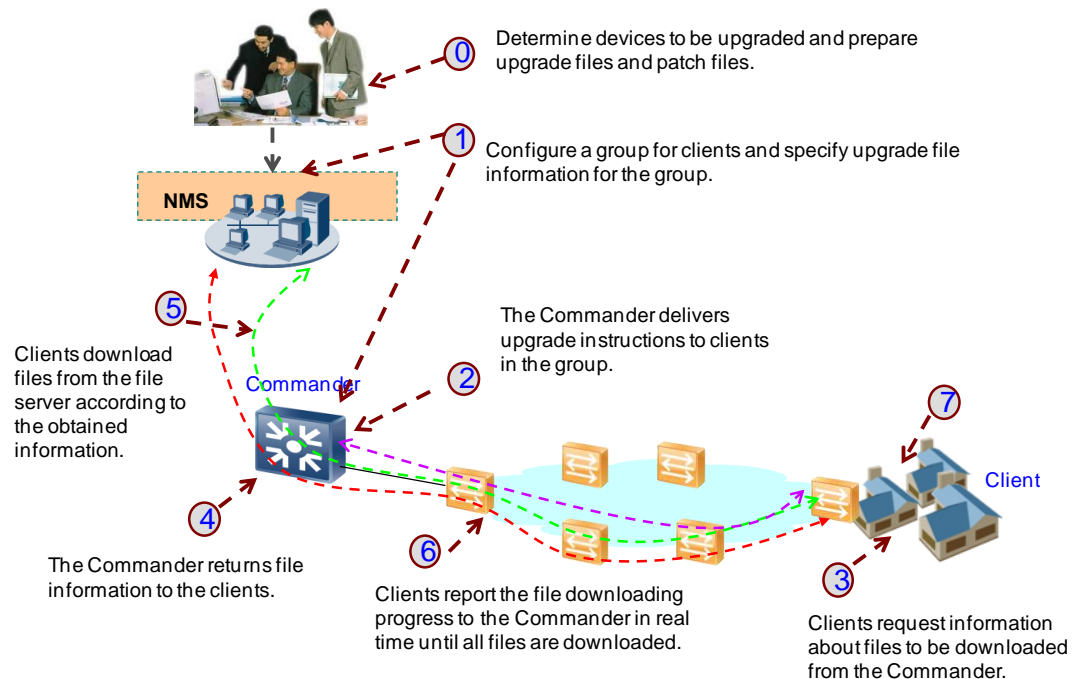 0
Determine devices to be upgraded and prepare
upgrade files and patch files.
1
Configure a group for clients and specify upgrade file
information for the group.
NMS
5
Clients download
files from the file
server according to
the obtained
information.
The Commander delivers
upgrade instructions to clients
in the group.
Commander
2
7
Client
4
The Commander returns file
information to the clients.
6
Clients report the file downloading
progress to the Commander in real
time until all files are downloaded.
3
Clients request information
about files to be downloaded
from the Commander.